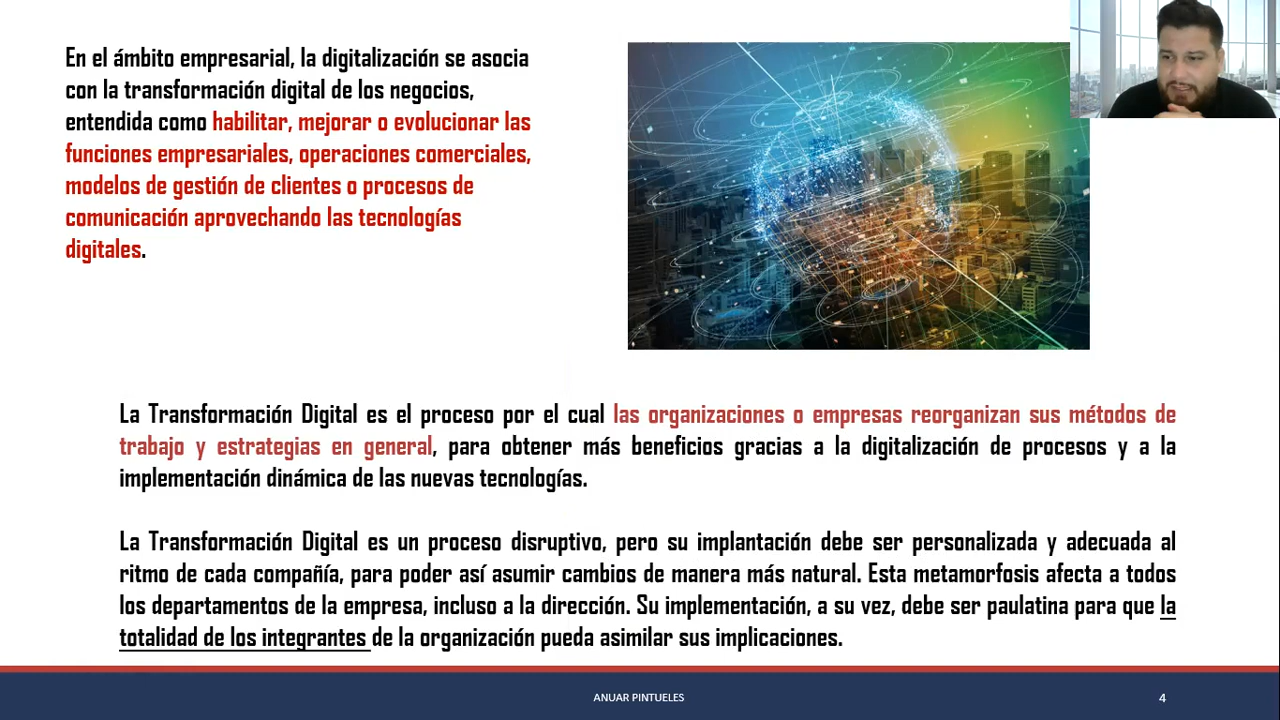 En el ámbito empresarial, la digitalización se asocia
con la transformación digital de los negocios,
entendida como habilitar, mejorar o evolucionar las
funciones empresariales, operaciones comerciales,
modelos de gestión de clientes o procesos de
comunicación aprovechando las tecnologías
digitales.
La Transformación Digital es el proceso por el cual las organizaciones o empresas reorganizan sus métodos de
trabajo y estrategias en general, para obtener más beneficios gracias a la digitalización de procesos y a la
implementación dinámica de las nuevas tecnologías.
La Transformación Digital es un proceso disruptivo, pero su implantación debe ser personalizada y adecuada al
ritmo de cada compañía, para poder así asumir cambios de manera más natural. Esta metamorfosis afecta a todos
los departamentos de la empresa, incluso a la dirección. Su implementación, a su vez, debe ser paulatina para que la
totalidad de los integrantes de la organización pueda asimilar sus implicaciones.
ANUAR PINTUELES
4